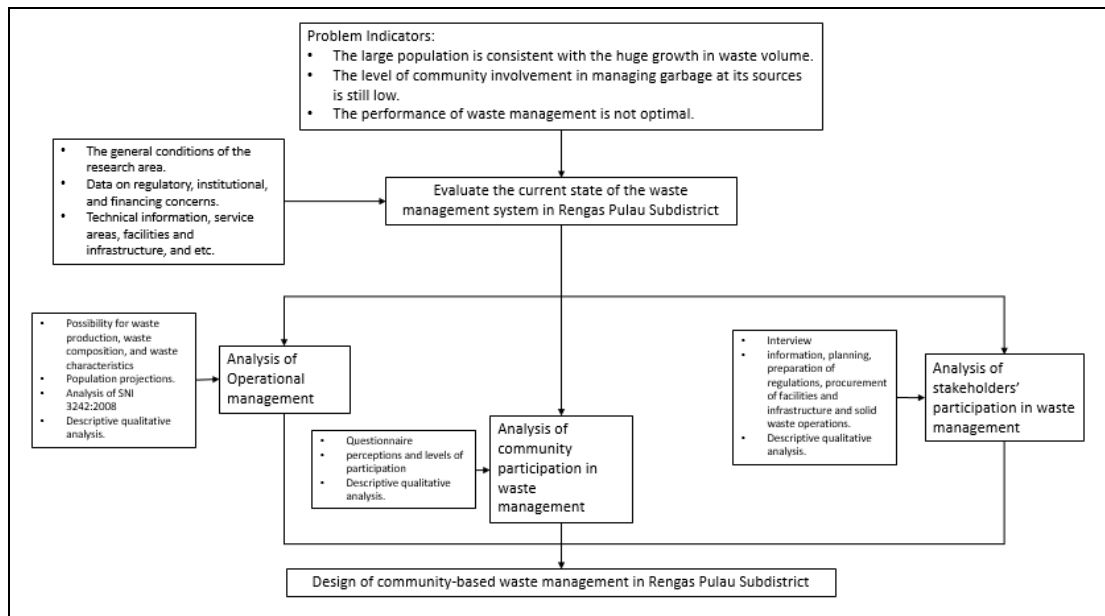 Problem Indicators:
• The large population is consistent with the huge growth in waste volume.
• The level of community involvement in managing garbage at its sources
is still low.
• The performance of waste management is not optimal.
• The general conditions of the
research area.
• Data on regulatory, institutional,
and financing concerns.
• Technical information, service
areas, facilities and
infrastructure, and etc.
Evaluate the current state of the waste
management system in Rengas Pulau Subdistrict
• Possibility for waste
production, waste
composition, and waste
characteristics
• Population projections.
• Analysis of SNI
3242:2008
• Descriptive qualitative
analysis.
Analysis of
Operational
management
• Questionnaire
• perceptions and levels of
participation
• Descriptive qualitative
analysis.
Analysis of
community
participation in
waste
management
• Interview
• information, planning,
preparation of
regulations, procurement
of facilities and
infrastructure and solid
waste operations.
• Descriptive qualitative
analysis.
Analysis of
stakeholders'
participation in waste
management
Design of community-based waste management in Rengas Pulau Subdistrict